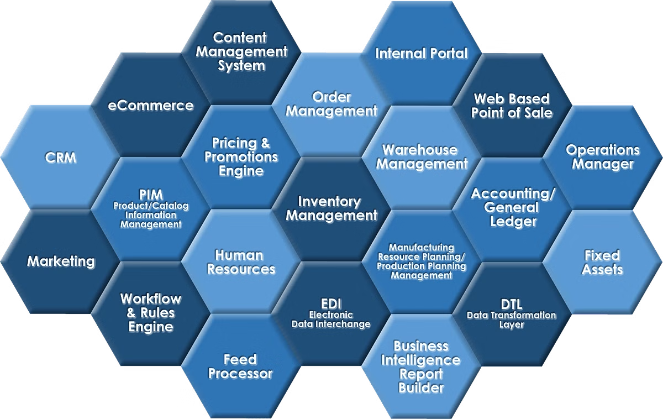 Content
Management
System
Internal Portal
eCommerce
Order
Management
Web Based
Point of Sale
CRM
Pricing &
Promotions
Engine
Warehouse
Management
Operations
Manager
PIM
Product/Catalog
Information
Management
Inventory
Management
Accounting/
General
Ledger
Marketing
Human
Resources
Manufacturing
Resource Planning/
Production Planning
Management
Fixed
Assets
Workflow
& Rules
Engine
EDI
Electronic
Data Interchange
DTL
Data Transformation
Layer
Feed
Processor
Business
Intelligence
Report
Builder